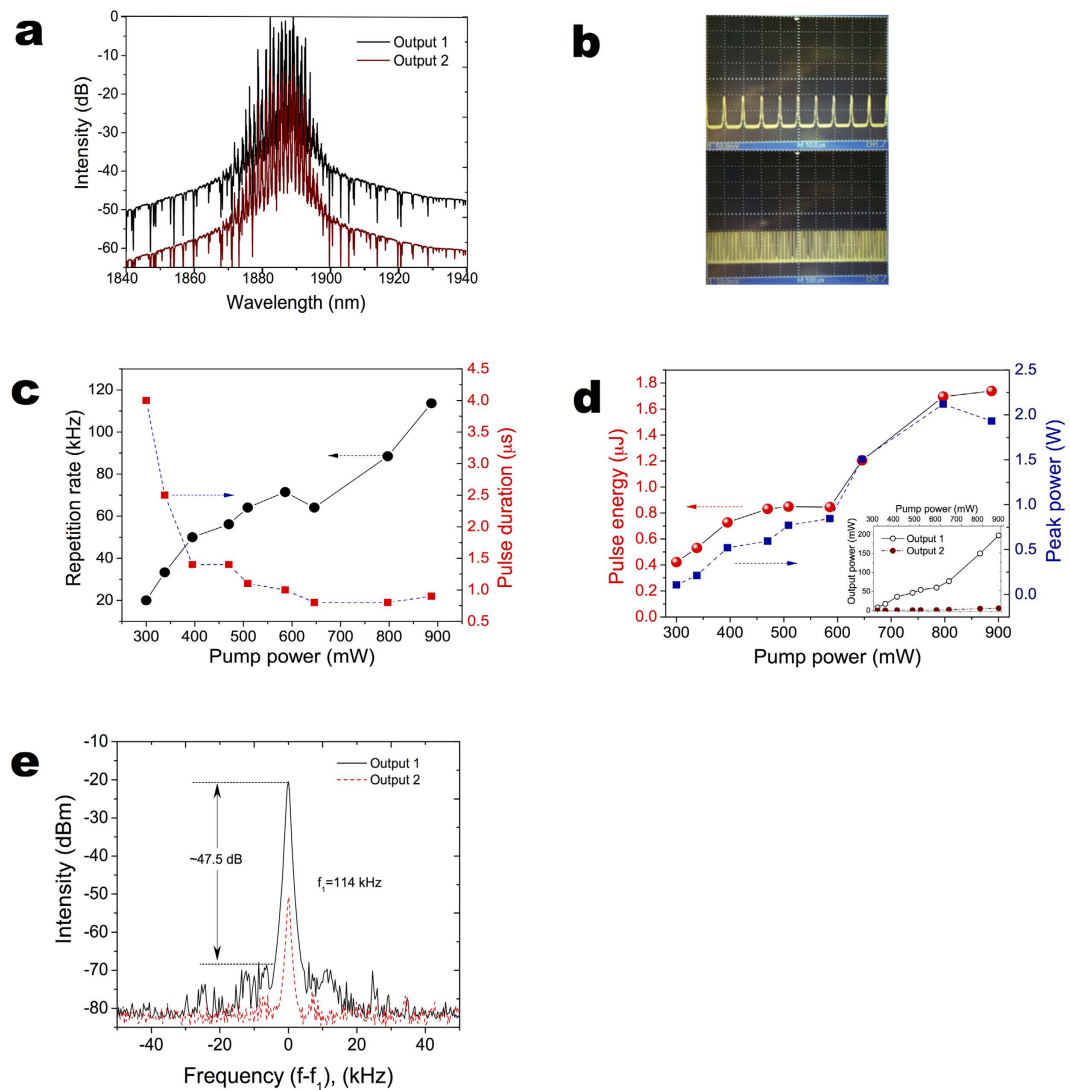 a
0
-10
-20
-30
-40
-50
-60
Intensity (dB)
Output 1
Output 2
1840 1860 1880 1900 1920 1940
Wavelength (nm)
b
M 10.0µs
CH1
M 100µs
CH1
c
120
100
80
60
40
20
Repetition rate (kHz)
4.5
4.0
3.5
3.0
2.5
2.0
1.5
1.0
0.5
Pulse duration (µs)
300 400 500 600 700 800 900
Pump power (mW)
d
1.8
1.6
1.4
1.2
1.0
0.8
0.6
0.4
0.2
0.0
Pulse energy (µJ)
2.5
2.0
1.5
1.0
0.5
0.0
Peak power (W)
Pump power (mW)
300 400 500 600 700 800 900
200
150
100
50
0
Output power (mW)
Output 1
Output 2
300 400 500 600 700 800 900
Pump power (mW)
e
-10
-20
-30
-40
-50
-60
-70
-80
Intensity (dBm)
Output 1
Output 2
~47.5 dB
f₁=114 kHz
-40 -20 0 20 40
Frequency (f-f₁), (kHz)